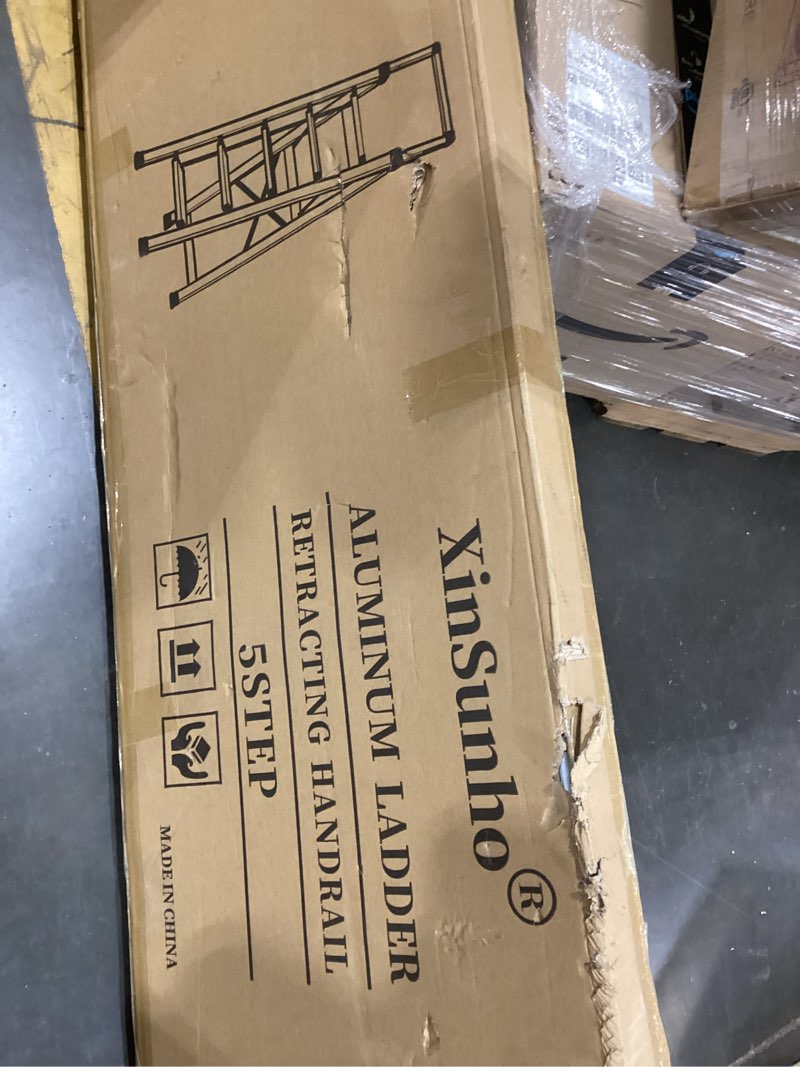 XinSunho®
ALUMINUM LADDER
RETRACTING HANDRAIL
5STEP
MADE IN CHINA